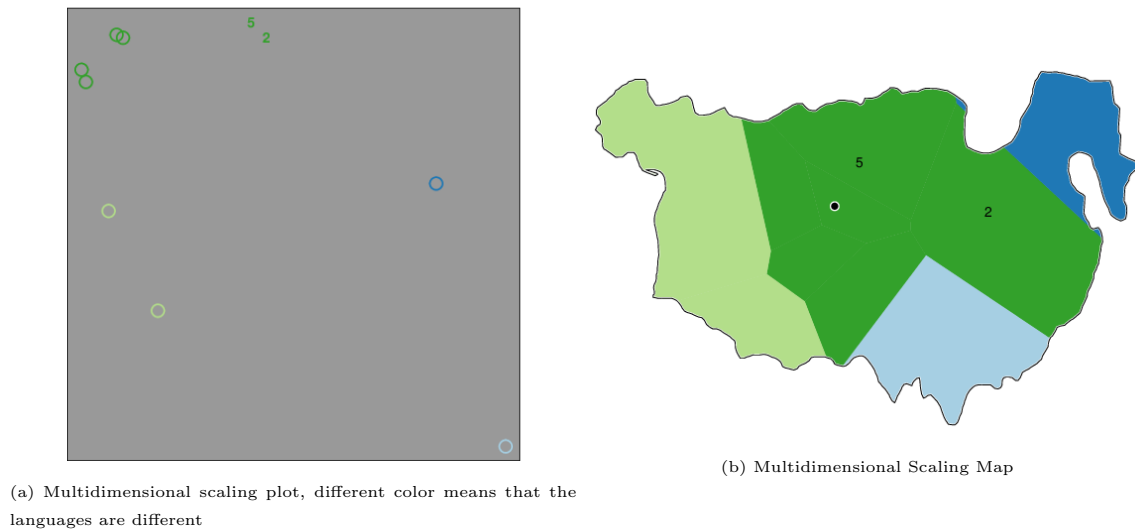 5
2
5
2
(a) Multidimensional scaling plot, different color means that the
languages are different
(b) Multidimensional Scaling Map